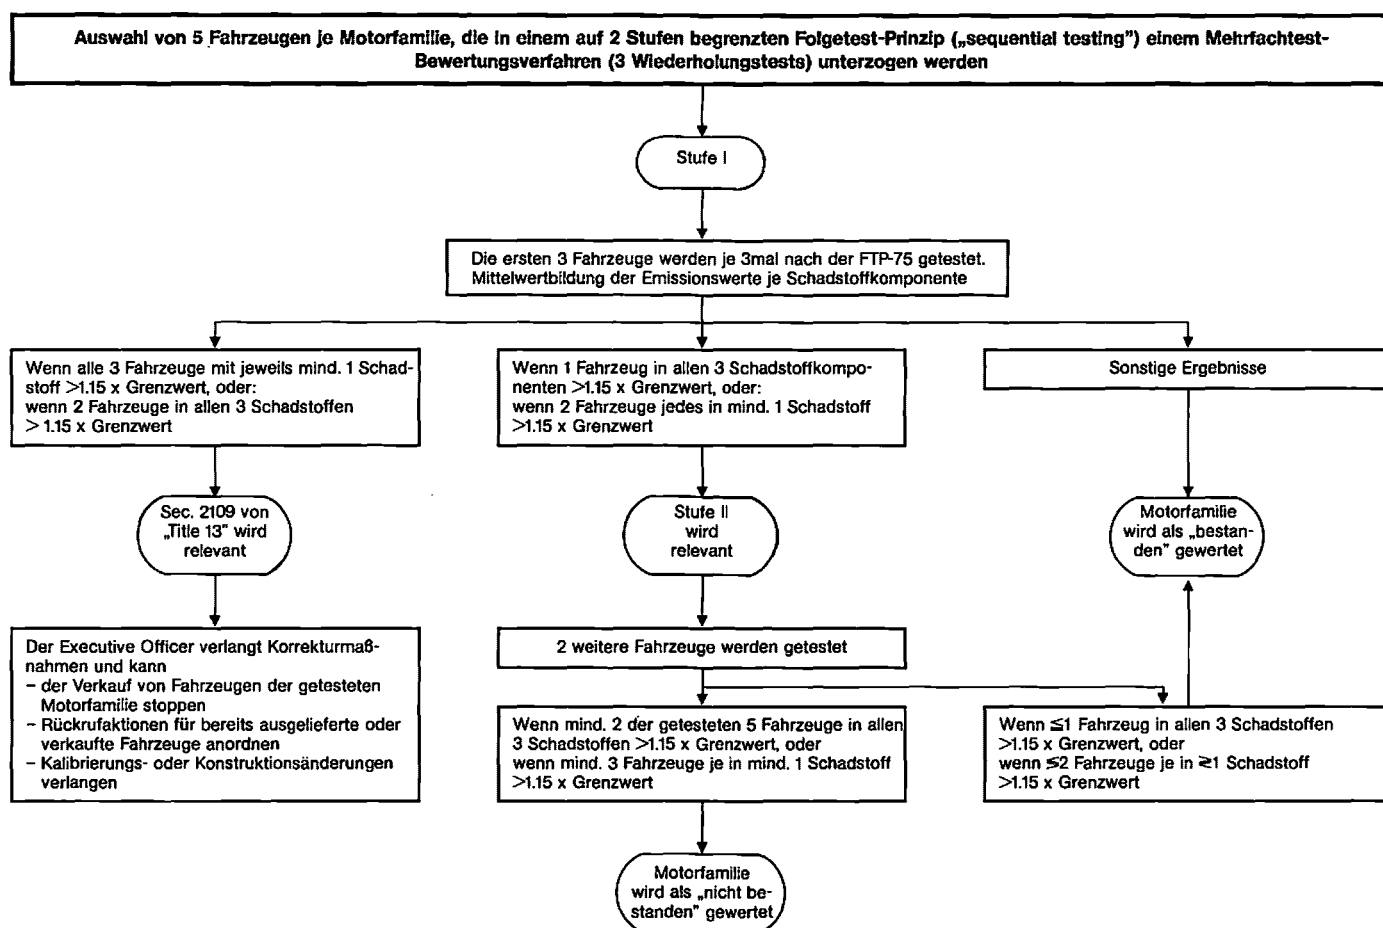 Auswahl von 5 Fahrzeugen je Motorfamilie, die in einem auf 2 Stufen begrenzten Folgetest-Prinzip („sequential testing”) einem Mehrfachtest-
Bewertungsverfahren (3 Wiederholungstests) unterzogen werden
Stufe I
Die ersten 3 Fahrzeuge werden je 3mal nach der FTP-75 getestet.
Mittelwertbildung der Emissionswerte je Schadstoffkomponente
Wenn alle 3 Fahrzeuge mit jeweils mind. 1 Schad-
stoff >1.15 x Grenzwert, oder:
wenn 2 Fahrzeuge in allen 3 Schadstoffen
> 1.15 x Grenzwert
Wenn 1 Fahrzeug in allen 3 Schadstoffkompo-
nenten >1.15 x Grenzwert, oder:
wenn 2 Fahrzeuge jedes in mind. 1 Schadstoff
>1.15 x Grenzwert
Sonstige Ergebnisse
Sec. 2109 von
„Title 13” wird
relevant
Stufe II
wird
relevant
Motorfamilie
wird als „bestan-
den” gewertet
Der Executive Officer verlangt Korrekturmaß-
nahmen und kann
– der Verkauf von Fahrzeugen der getesteten
Motorfamilie stoppen
– Rückrufaktionen für bereits ausgelieferte oder
verkaufte Fahrzeuge anordnen
– Kalibrierungs- oder Konstruktionsänderungen
verlangen
2 weitere Fahrzeuge werden getestet
Wenn mind. 2 der getesteten 5 Fahrzeuge in allen
3 Schadstoffen >1.15 x Grenzwert, oder
wenn mind. 3 Fahrzeuge je in mind. 1 Schadstoff
>1.15 x Grenzwert
Wenn ≦1 Fahrzeug in allen 3 Schadstoffen
>1.15 x Grenzwert, oder
wenn ≦2 Fahrzeuge je in ≧1 Schadstoff
>1.15 x Grenzwert
Motorfamilie
wird als „nicht be-
standen” gewertet